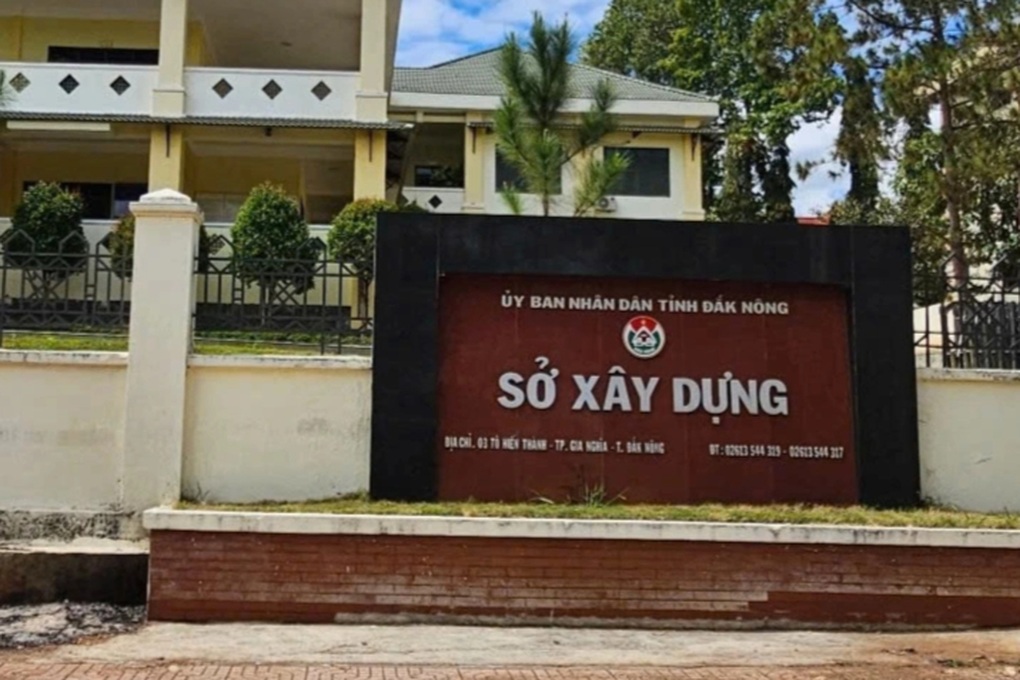 ỦY BAN NHÂN DÂN TỈNH ĐẮK NÔNG
SỞ XÂY DỰNG
ĐỊA CHỈ. 03 TÔ HIẾN THÀNH - TP. GIA NGHĨA - T. ĐẮK NÔNG ĐT: 02613 544 319 - 02613 544 317